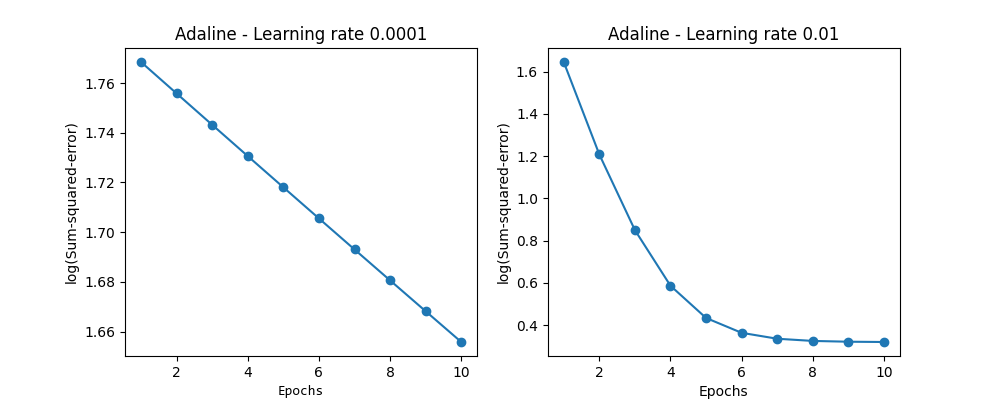 Adaline - Learning rate 0.0001
log(Sum-squared-error)
1.76
1.74
1.72
1.70
1.68
1.66
2 4 6 8 10
Epochs
Adaline - Learning rate 0.01
log(Sum-squared-error)
1.6
1.4
1.2
1.0
0.8
0.6
0.4
2 4 6 8 10
Epochs